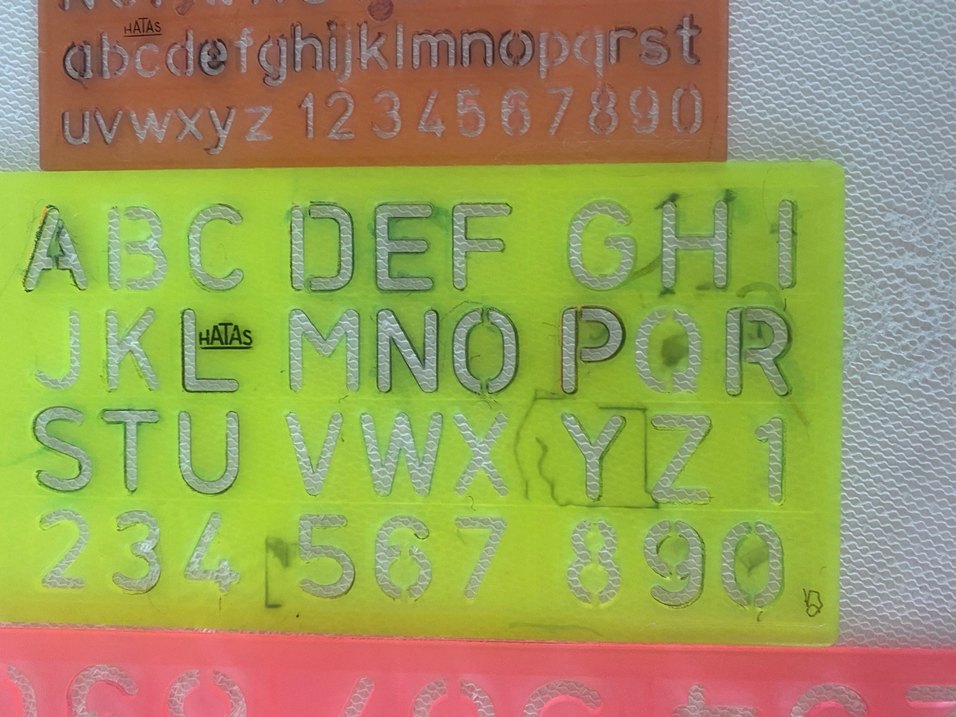 HATAS
abcdefghijklmnopqrst
uvwxyz 1234567890
ABC DEF GHI
JKL HATAS MNO PQR
STU VWX YZ1
234 567 890